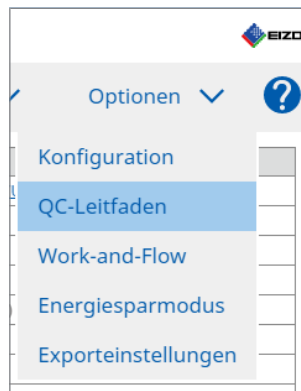 EIZO
Optionen
Konfiguration
QC-Leitfaden
Work-and-Flow
Energiesparmodus
Exporteinstellungen